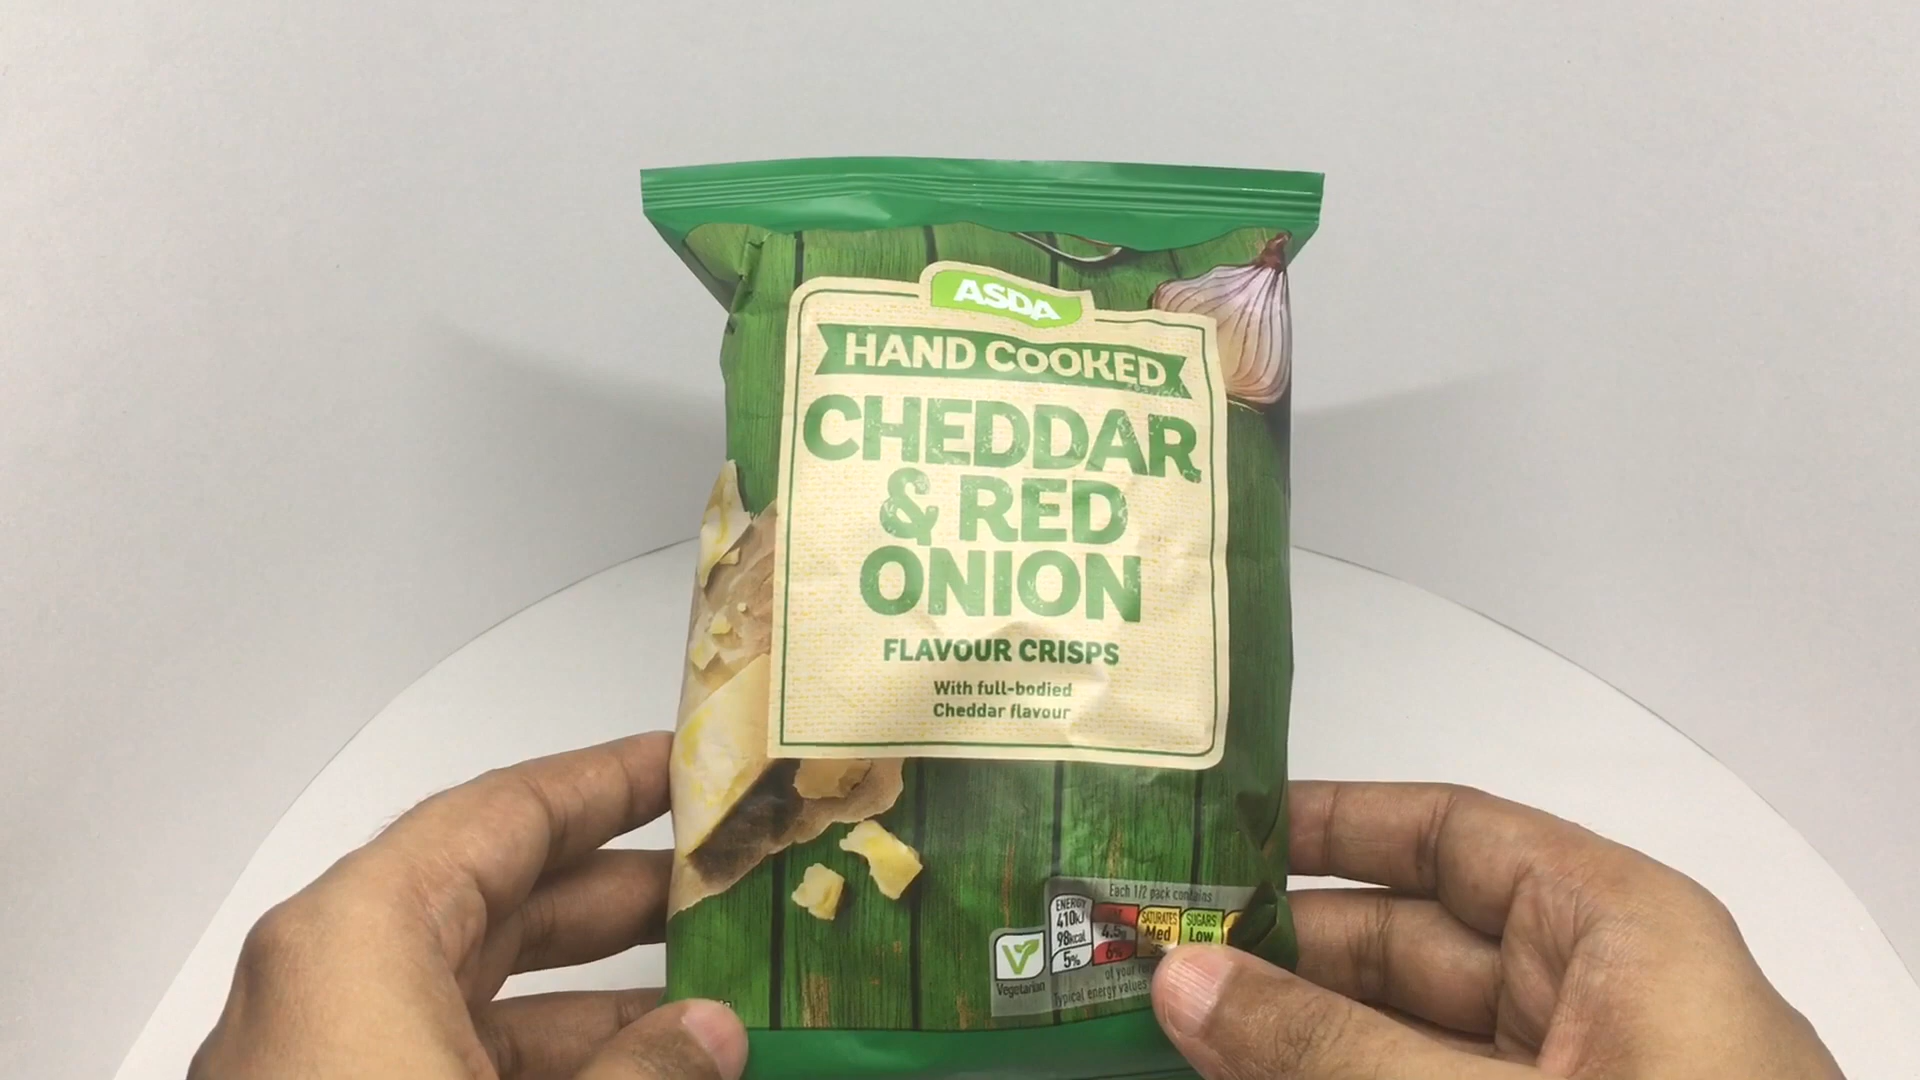 ASDA
HAND COOKED
CHEDDAR
& RED
ONION
FLAVOUR CRISPS
With full-bodied
Cheddar flavour
Each 1/2 pack contains
ENERGY
410kJ
98kcal
5%
4.5g
6%
SATURATES
Med
SUGARS
Low
Vegetarian
of your
Typical energy values